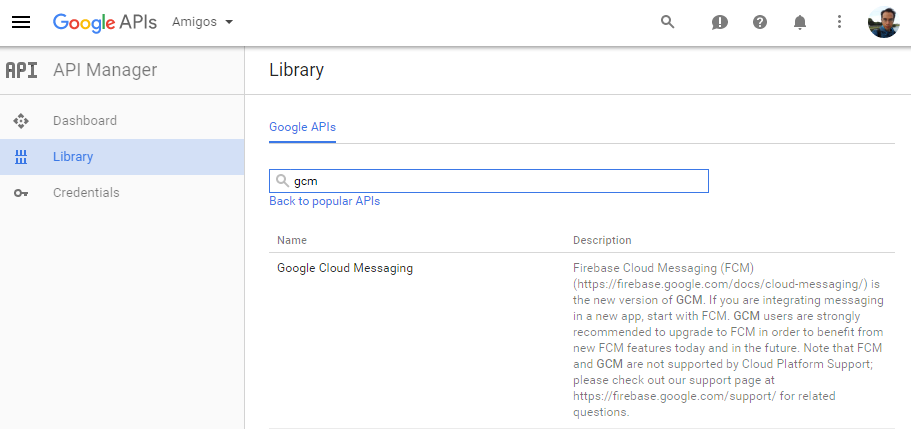 Google APIs Amigos
API API Manager Library
Dashboard
Google APIs
Library
gcm
Credentials
Back to popular APIs
Name Description
Google Cloud Messaging Firebase Cloud Messaging (FCM)
(https://firebase.google.com/docs/cloud-messaging/) is
the new version of GCM. If you are integrating messaging
in a new app, start with FCM. GCM users are strongly
recommended to upgrade to FCM in order to benefit from
new FCM features today and in the future. Note that FCM
and GCM are not supported by Cloud Platform Support;
please check out our support page at
https://firebase.google.com/support/ for related
questions.